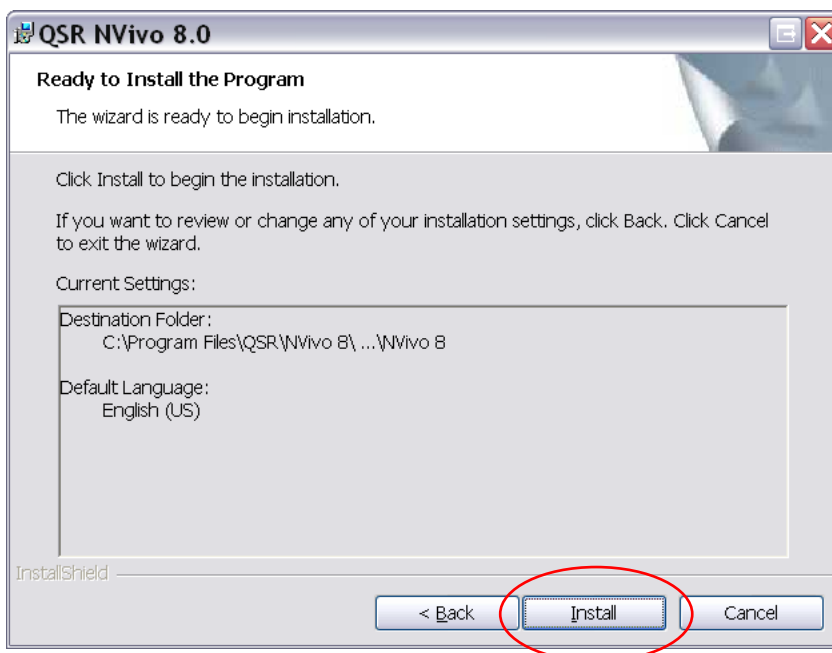 QSR NVivo 8.0
Ready to Install the Program
The wizard is ready to begin installation.
Click Install to begin the installation.
If you want to review or change any of your installation settings, click Back. Click Cancel
to exit the wizard.
Current Settings:
Destination Folder:
C:\Program Files\QSR\NVivo 8\ ...\NVivo 8
Default Language:
English (US)
InstallShield
< Back Install Cancel